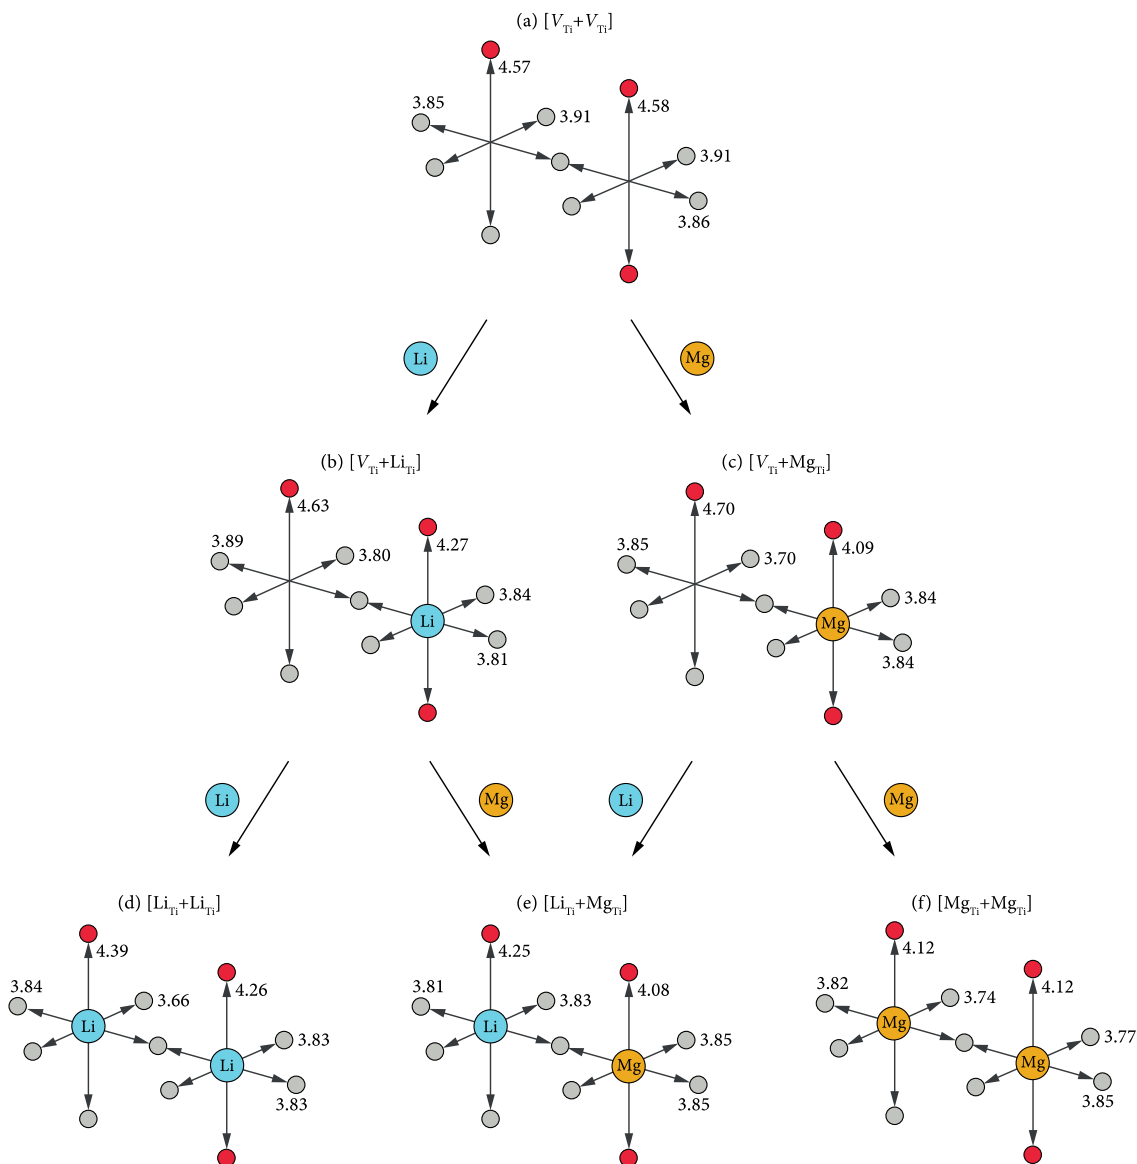 (a) [V_Ti+V_Ti]
4.57
4.58
3.85
3.91
3.91
3.86
Li
Mg
(b) [V_Ti+Li_Ti]
(c) [V_Ti+Mg_Ti]
4.63
4.27
3.89
3.80
3.84
Li
3.81
4.70
4.09
3.85
3.70
3.84
Mg
3.84
Li
Mg
Li
Mg
(d) [Li_Ti+Li_Ti]
(e) [Li_Ti+Mg_Ti]
(f) [Mg_Ti+Mg_Ti]
4.39
4.26
3.84
3.66
Li
3.83
Li
3.83
4.25
4.08
3.81
3.83
Li
3.85
Mg
3.85
4.12
4.12
3.82
3.74
Mg
3.77
Mg
3.85